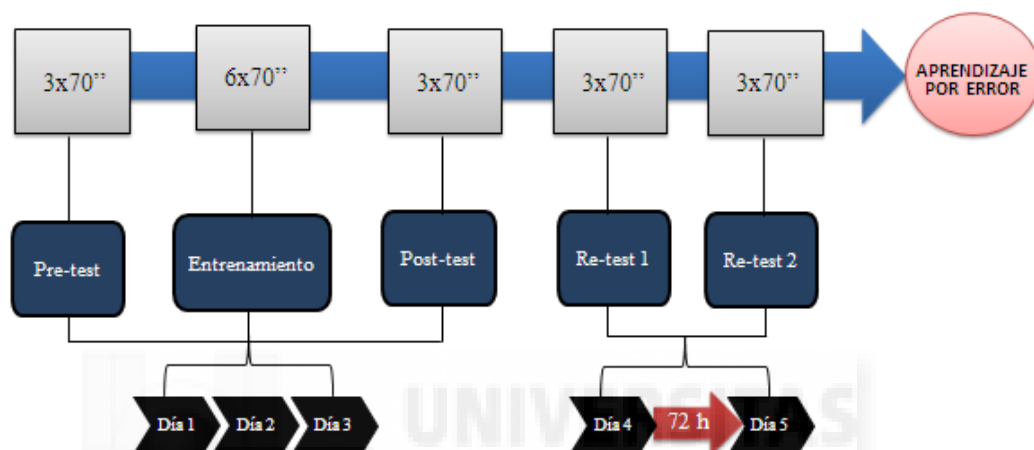 3x70”
6x70”
3x70”
3x70”
3x70”
APRENDIZAJE
POR ERROR
Pre-test
Entrenamiento
Post-test
Re-test 1
Re-test 2
UNIVERSITAS
Día 1
Día 2
Día 3
Día 4
72 h
Día 5